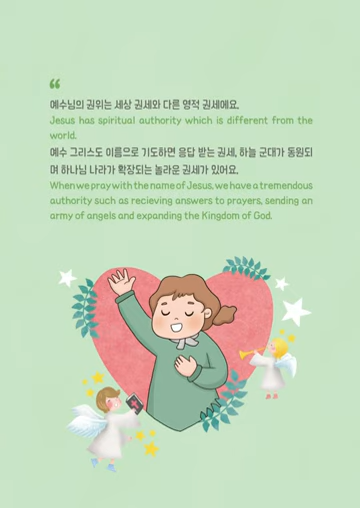 “
예수님의 권위는 세상 권세와 다른 영적 권세에요.
Jesus has spiritual authority which is different from the
world.
예수 그리스도 이름으로 기도하면 응답 받는 권세, 하늘 군대가 동원되
며 하나님 나라가 확장되는 놀라운 권세가 있어요.
When we pray with the name of Jesus, we have a tremendous
authority such as recieving answers to prayers, sending an
army of angels and expanding the Kingdom of God.